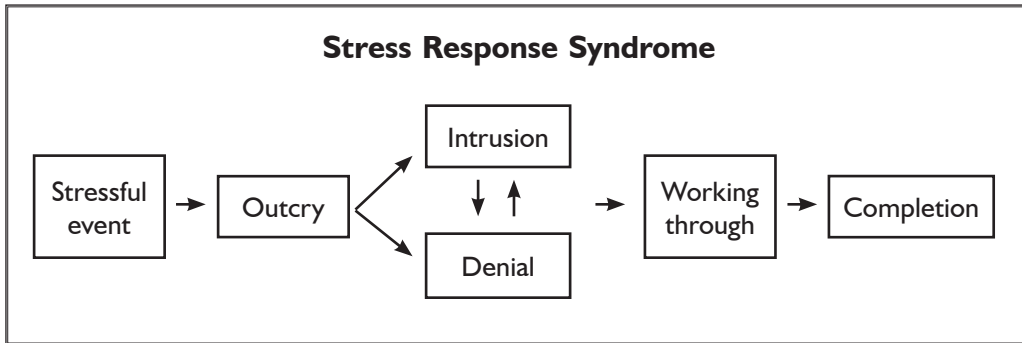 Stress Response Syndrome
Stressful
event
Outcry
Intrusion
Denial
Working
through
Completion